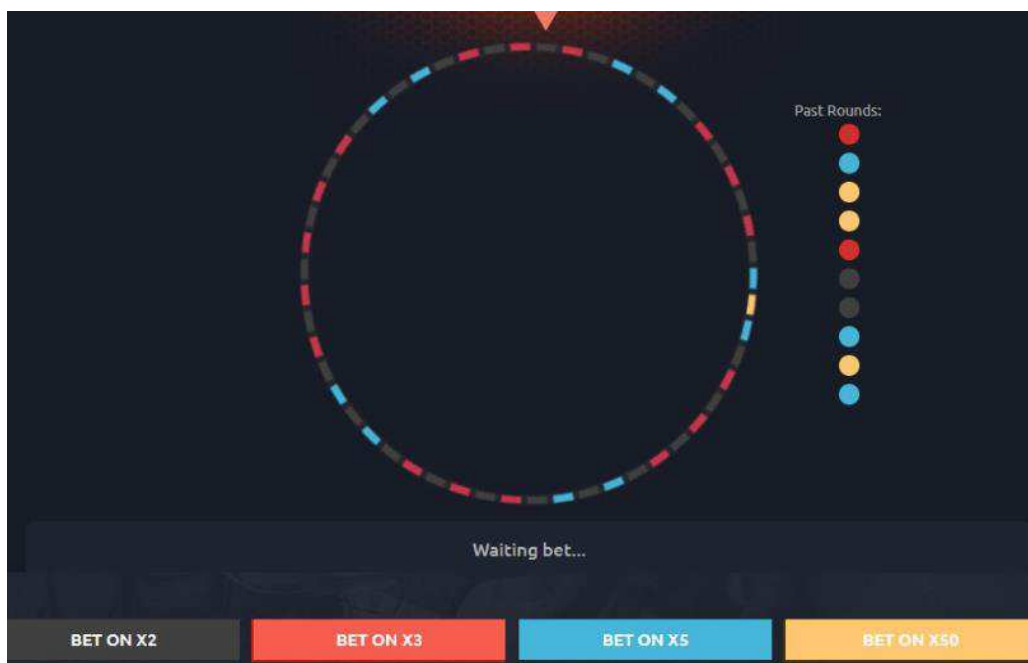 Past Rounds:
Waiting bet...
BET ON X2
BET ON X3
BET ON X5
BET ON X50